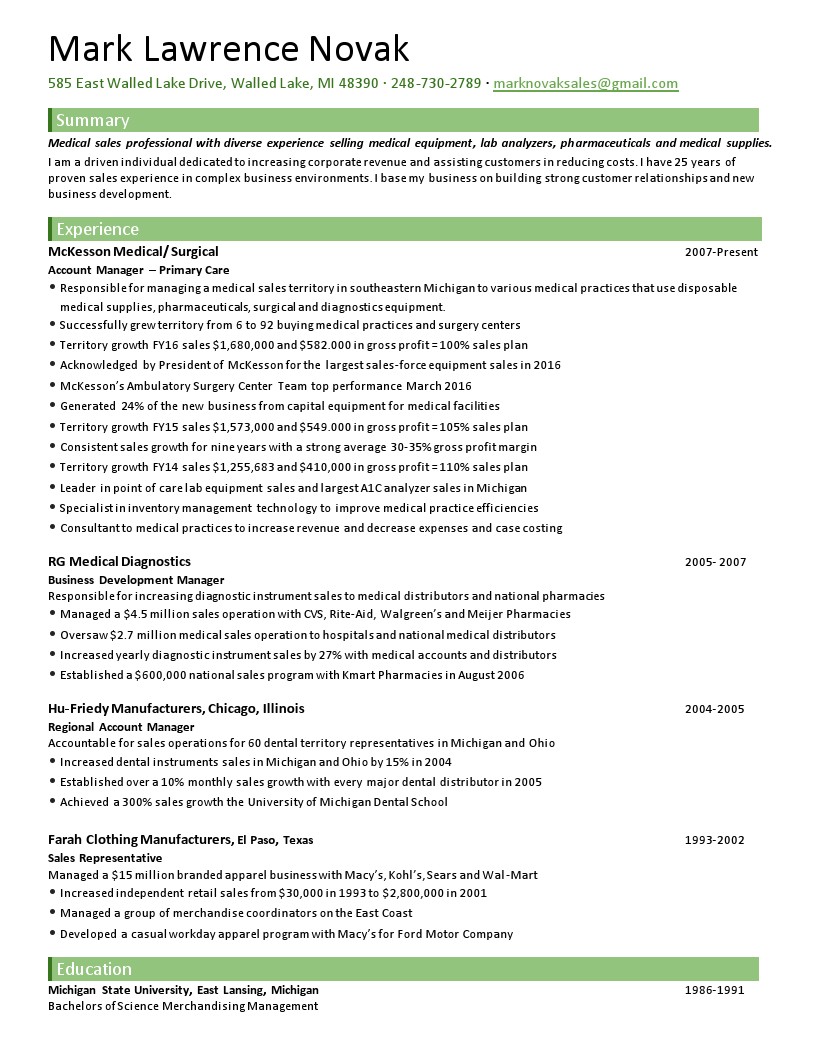 Mark Lawrence Novak
585 East Walled Lake Drive, Walled Lake, MI 48390 · 248-730-2789 · marknovaksales@gmail.com
Summary
Medical sales professional with diverse experience selling medical equipment, lab analyzers, pharmaceuticals and medical supplies.
I am a driven individual dedicated to increasing corporate revenue and assisting customers in reducing costs. I have 25 years of
proven sales experience in complex business environments. I base my business on building strong customer relationships and new
business development.
Experience
McKesson Medical/ Surgical 2007-Present
Account Manager – Primary Care
• Responsible for managing a medical sales territory in southeastern Michigan to various medical practices that use disposable
medical supplies, pharmaceuticals, surgical and diagnostics equipment.
• Successfully grew territory from 6 to 92 buying medical practices and surgery centers
• Territory growth FY16 sales $1,680,000 and $582.000 in gross profit = 100% sales plan
• Acknowledged by President of McKesson for the largest sales-force equipment sales in 2016
• McKesson’s Ambulatory Surgery Center Team top performance March 2016
• Generated 24% of the new business from capital equipment for medical facilities
• Territory growth FY15 sales $1,573,000 and $549.000 in gross profit = 105% sales plan
• Consistent sales growth for nine years with a strong average 30-35% gross profit margin
• Territory growth FY14 sales $1,255,683 and $410,000 in gross profit = 110% sales plan
• Leader in point of care lab equipment sales and largest A1C analyzer sales in Michigan
• Specialist in inventory management technology to improve medical practice efficiencies
• Consultant to medical practices to increase revenue and decrease expenses and case costing
RG Medical Diagnostics 2005- 2007
Business Development Manager
Responsible for increasing diagnostic instrument sales to medical distributors and national pharmacies
• Managed a $4.5 million sales operation with CVS, Rite-Aid, Walgreen’s and Meijer Pharmacies
• Oversaw $2.7 million medical sales operation to hospitals and national medical distributors
• Increased yearly diagnostic instrument sales by 27% with medical accounts and distributors
• Established a $600,000 national sales program with Kmart Pharmacies in August 2006
Hu-Friedy Manufacturers, Chicago, Illinois 2004-2005
Regional Account Manager
Accountable for sales operations for 60 dental territory representatives in Michigan and Ohio
• Increased dental instruments sales in Michigan and Ohio by 15% in 2004
• Established over a 10% monthly sales growth with every major dental distributor in 2005
• Achieved a 300% sales growth the University of Michigan Dental School
Farah Clothing Manufacturers, El Paso, Texas 1993-2002
Sales Representative
Managed a $15 million branded apparel business with Macy’s, Kohl’s, Sears and Wal-Mart
• Increased independent retail sales from $30,000 in 1993 to $2,800,000 in 2001
• Managed a group of merchandise coordinators on the East Coast
• Developed a casual workday apparel program with Macy’s for Ford Motor Company
Education
Michigan State University, East Lansing, Michigan 1986-1991
Bachelors of Science Merchandising Management